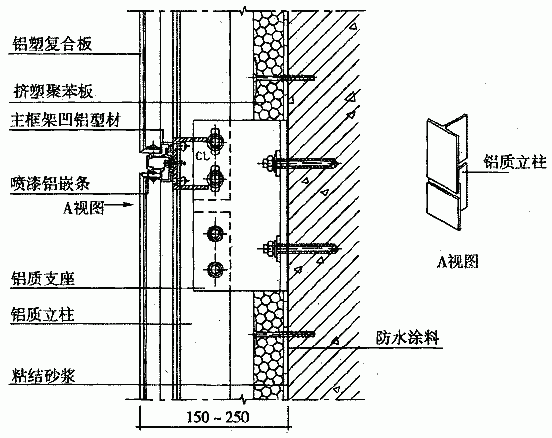 铝塑复合板
挤塑聚苯板
主框架凹铝型材
CL
喷漆铝嵌条
A视图
铝质支座
铝质立柱
粘结砂浆
150~250
防水涂料
铝质立柱
A视图